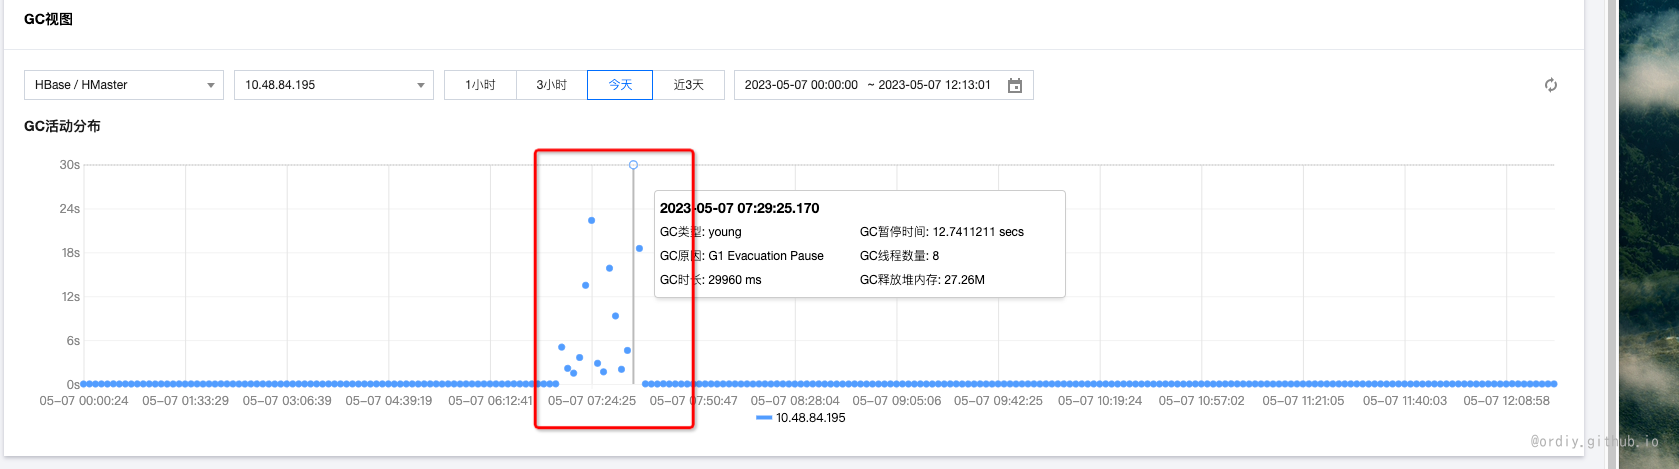 GC视图
HBase / HMaster 10.48.84.195 1小时 3小时 今天 近3天 2023-05-07 00:00:00 ~ 2023-05-07 12:13:01
GC活动分布
30s
24s
18s
12s
6s
0s
2023-05-07 07:29:25.170
GC类型: young GC暂停时间: 12.7411211 secs
GC原因: G1 Evacuation Pause GC线程数量: 8
GC时长: 29960 ms GC释放堆内存: 27.26M
05-07 00:00:24 05-07 01:33:29 05-07 03:06:39 05-07 04:39:19 05-07 06:12:41 05-07 07:24:25 05-07 07:50:47 05-07 08:28:04 05-07 09:05:06 05-07 09:42:25 05-07 10:19:24 05-07 10:57:02 05-07 11:21:05 05-07 11:40:03 05-07 12:08:58
10.48.84.195
@ordiy.github.io